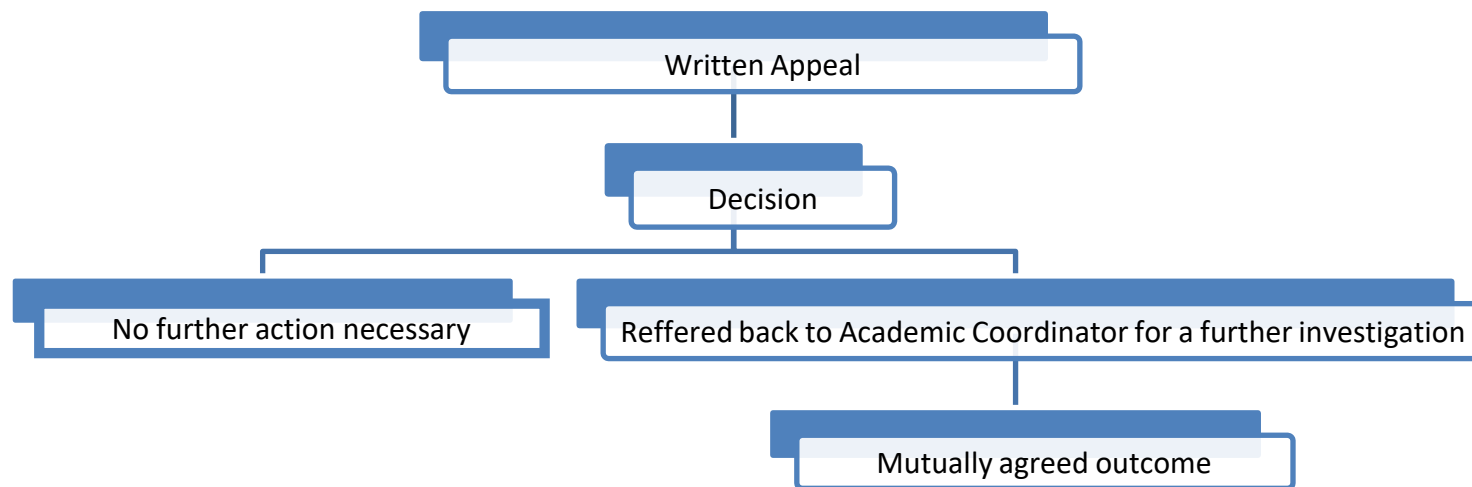 Written Appeal
Decision
No further action necessary
Reffered back to Academic Coordinator for a further investigation
Mutually agreed outcome